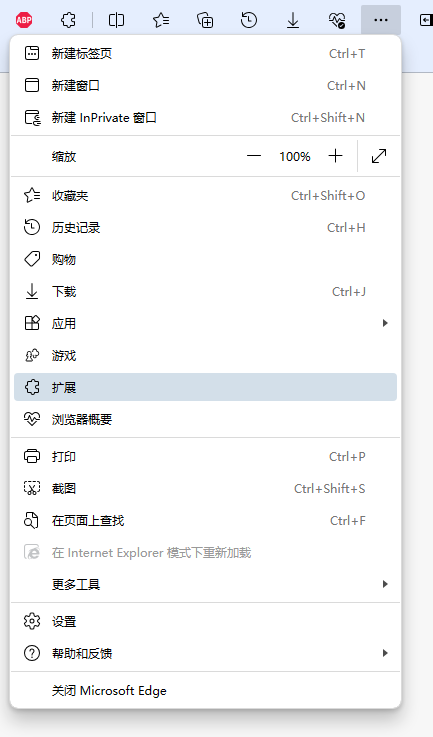 ABP
新建标签页 Ctrl+T
新建窗口 Ctrl+N
新建 InPrivate 窗口 Ctrl+Shift+N
缩放 — 100% +
收藏夹 Ctrl+Shift+O
历史记录 Ctrl+H
购物
下载 Ctrl+J
应用
游戏
扩展
浏览器概要
打印 Ctrl+P
截图 Ctrl+Shift+S
在页面上查找 Ctrl+F
在 Internet Explorer 模式下重新加载
更多工具
设置
帮助和反馈
关闭 Microsoft Edge